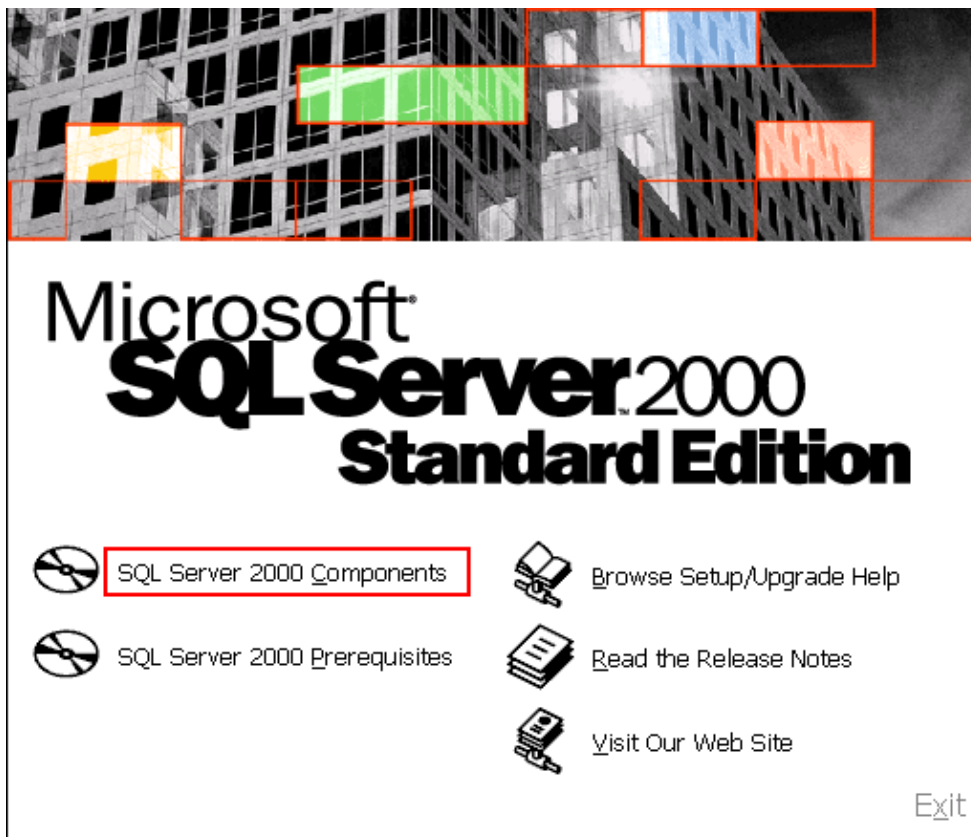 Microsoft®
SQL Server™ 2000
Standard Edition
SQL Server 2000 Components
SQL Server 2000 Prerequisites
Browse Setup/Upgrade Help
Read the Release Notes
Visit Our Web Site
Exit